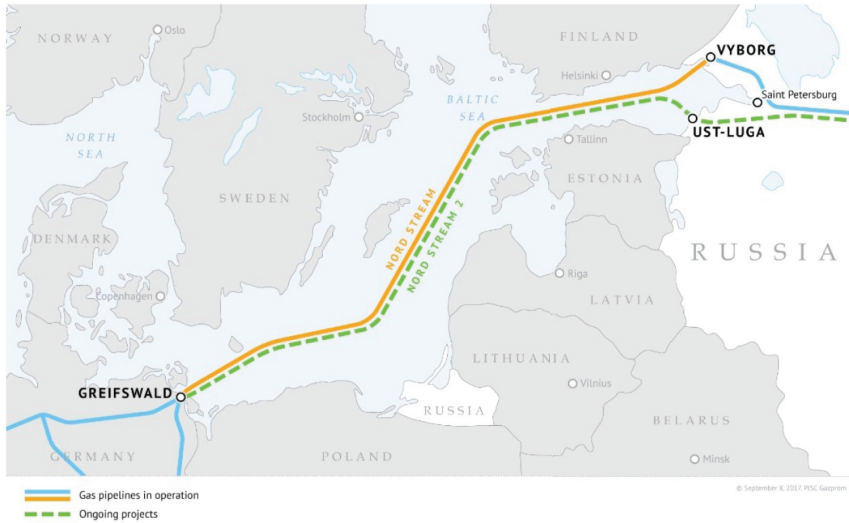 NORWAY
Oslo
FINLAND
VYBORG
Helsinki
Saint Petersburg
BALTIC
SEA
Stockholm
UST-LUGA
NORTH
SEA
Tallinn
ESTONIA
SWEDEN
NORD STREAM
NORD STREAM 2
DENMARK
RUSSIA
Riga
Copenhagen
LATVIA
LITHUANIA
GREIFSWALD
Vilnius
RUSSIA
BELARUS
GERMANY
POLAND
Minsk
© September 8, 2017. PJSC Gazprom
Gas pipelines in operation
Ongoing projects